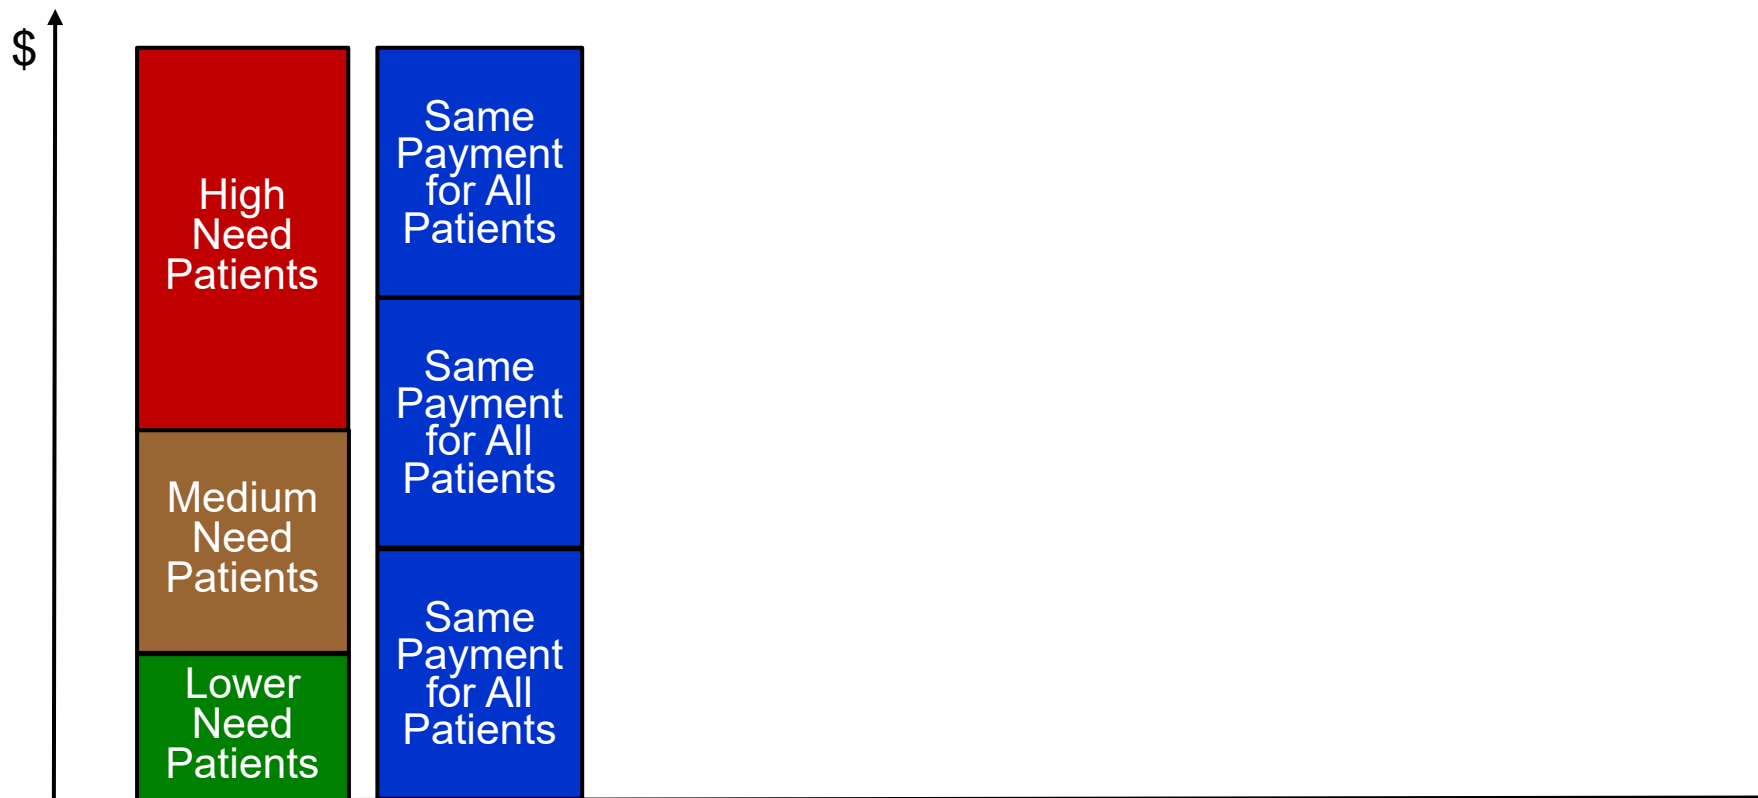 $
High
Need
Patients
Medium
Need
Patients
Lower
Need
Patients
Same
Payment
for All
Patients
Same
Payment
for All
Patients
Same
Payment
for All
Patients